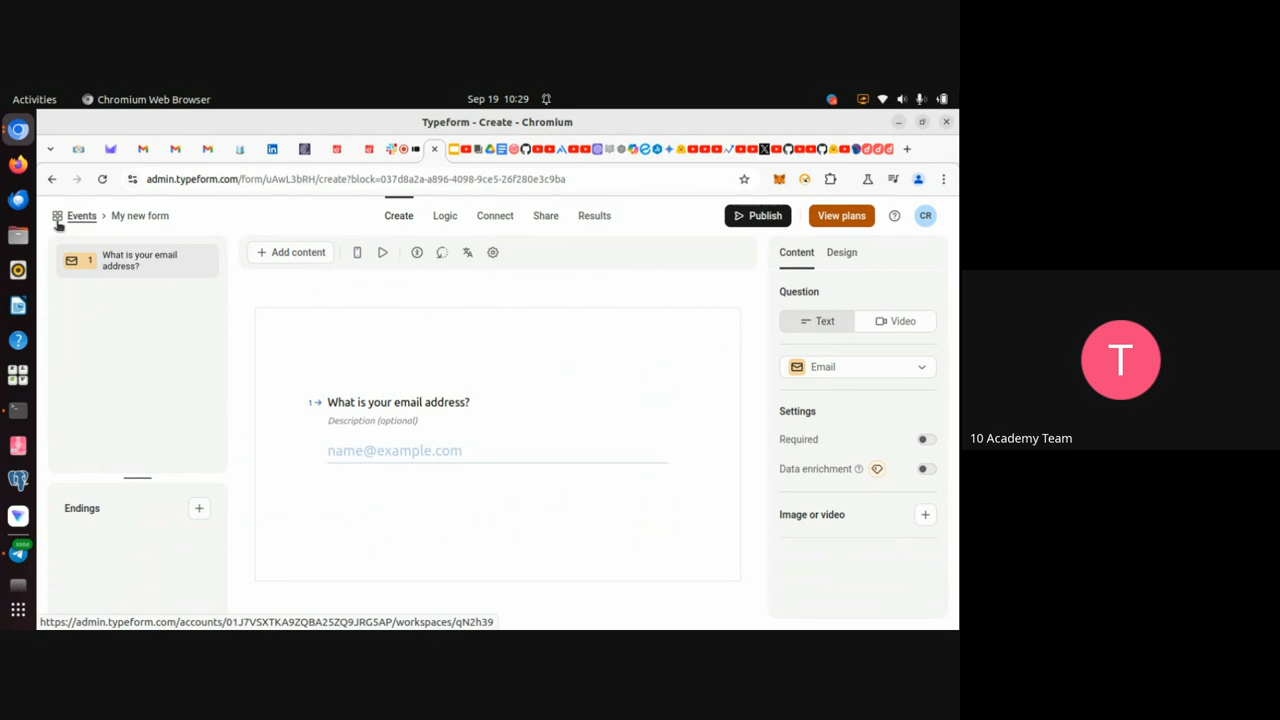 Activities
Chromium Web Browser
Sep 19 10:29
Typeform - Create - Chromium
admin.typeform.com/form/uAwL3bRH/create?block=037d8a2a-a896-4098-9ce5-26f280e3c9ba
Events › My new form
Create
Logic
Connect
Share
Results
Publish
View plans
CR
1 What is your email
address?
+ Add content
Content
Design
Question
Text
Video
Email
1→ What is your email address?
Description (optional)
name@example.com
Settings
Required
Data enrichment
Image or video
Endings
https://admin.typeform.com/accounts/01J7VSXTKA9ZQBA25ZQ9JRGSAP/workspaces/qN2h39
T
10 Academy Team